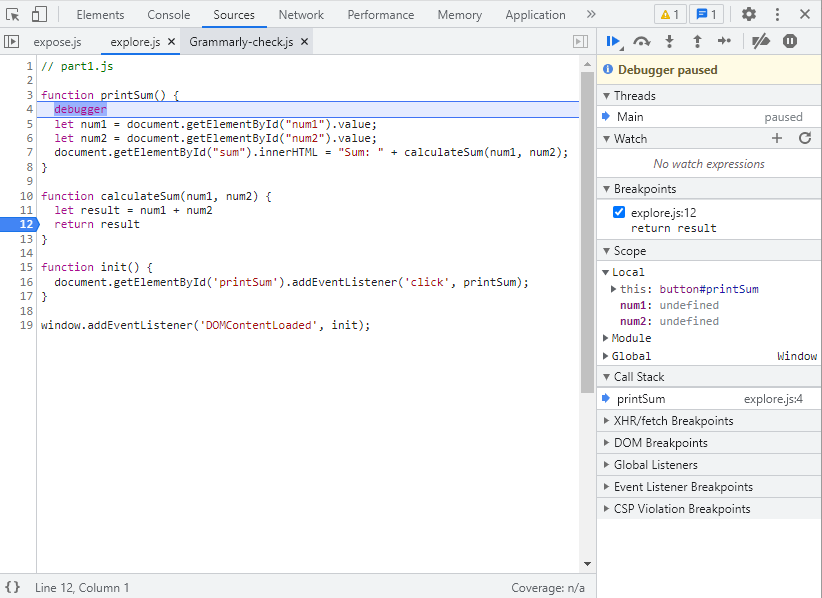 Elements Console Sources Network Performance Memory Application » 1 1
expose.js explore.js × Grammarly-check.js ×
1 // part1.js
2
3 function printSum() {
4 debugger
5 let num1 = document.getElementById("num1").value;
6 let num2 = document.getElementById("num2").value;
7 document.getElementById("sum").innerHTML = "Sum: " + calculateSum(num1, num2);
8 }
9
10 function calculateSum(num1, num2) {
11 let result = num1 + num2
12 return result
13 }
14
15 function init() {
16 document.getElementById('printSum').addEventListener('click', printSum);
17 }
18
19 window.addEventListener('DOMContentLoaded', init);
{} Line 12, Column 1 Coverage: n/a
Debugger paused
Threads
Main paused
Watch
No watch expressions
Breakpoints
explore.js:12
return result
Scope
Local
this: button#printSum
num1: undefined
num2: undefined
Module
Global Window
Call Stack
printSum explore.js:4
XHR/fetch Breakpoints
DOM Breakpoints
Global Listeners
Event Listener Breakpoints
CSP Violation Breakpoints